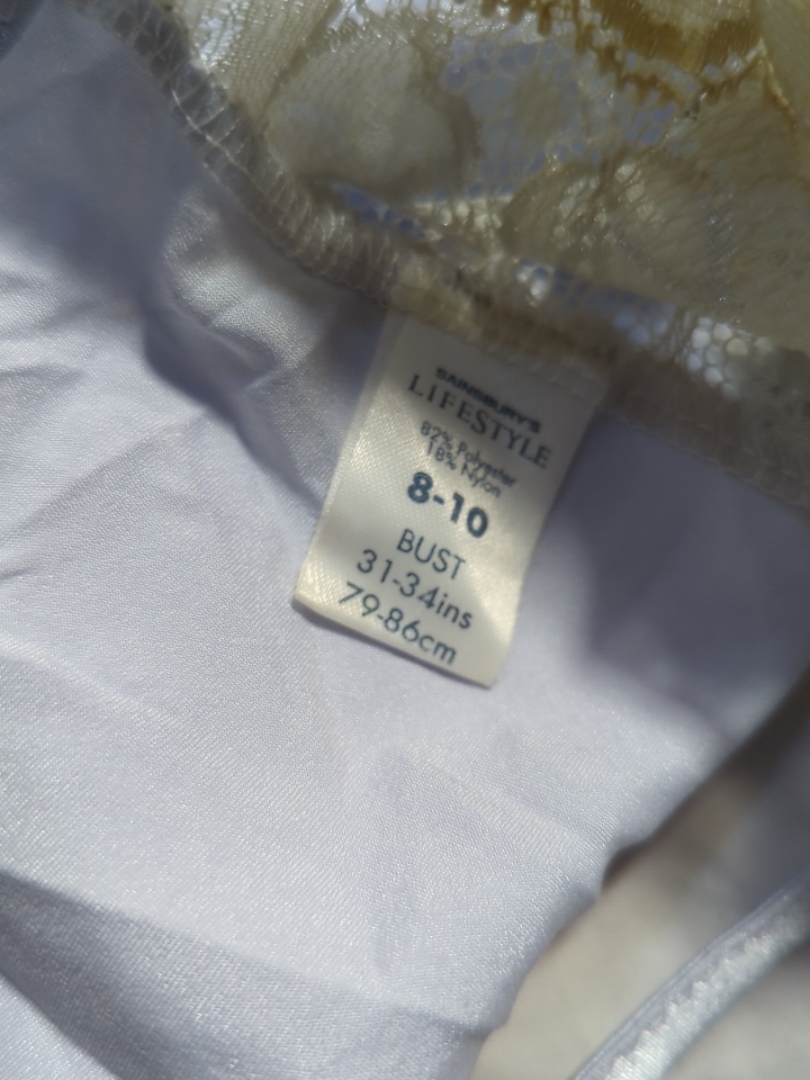 SAINSBURY'S
LIFESTYLE
82% Polyester
18% Nylon
8-10
BUST
31-34ins
79-86cm